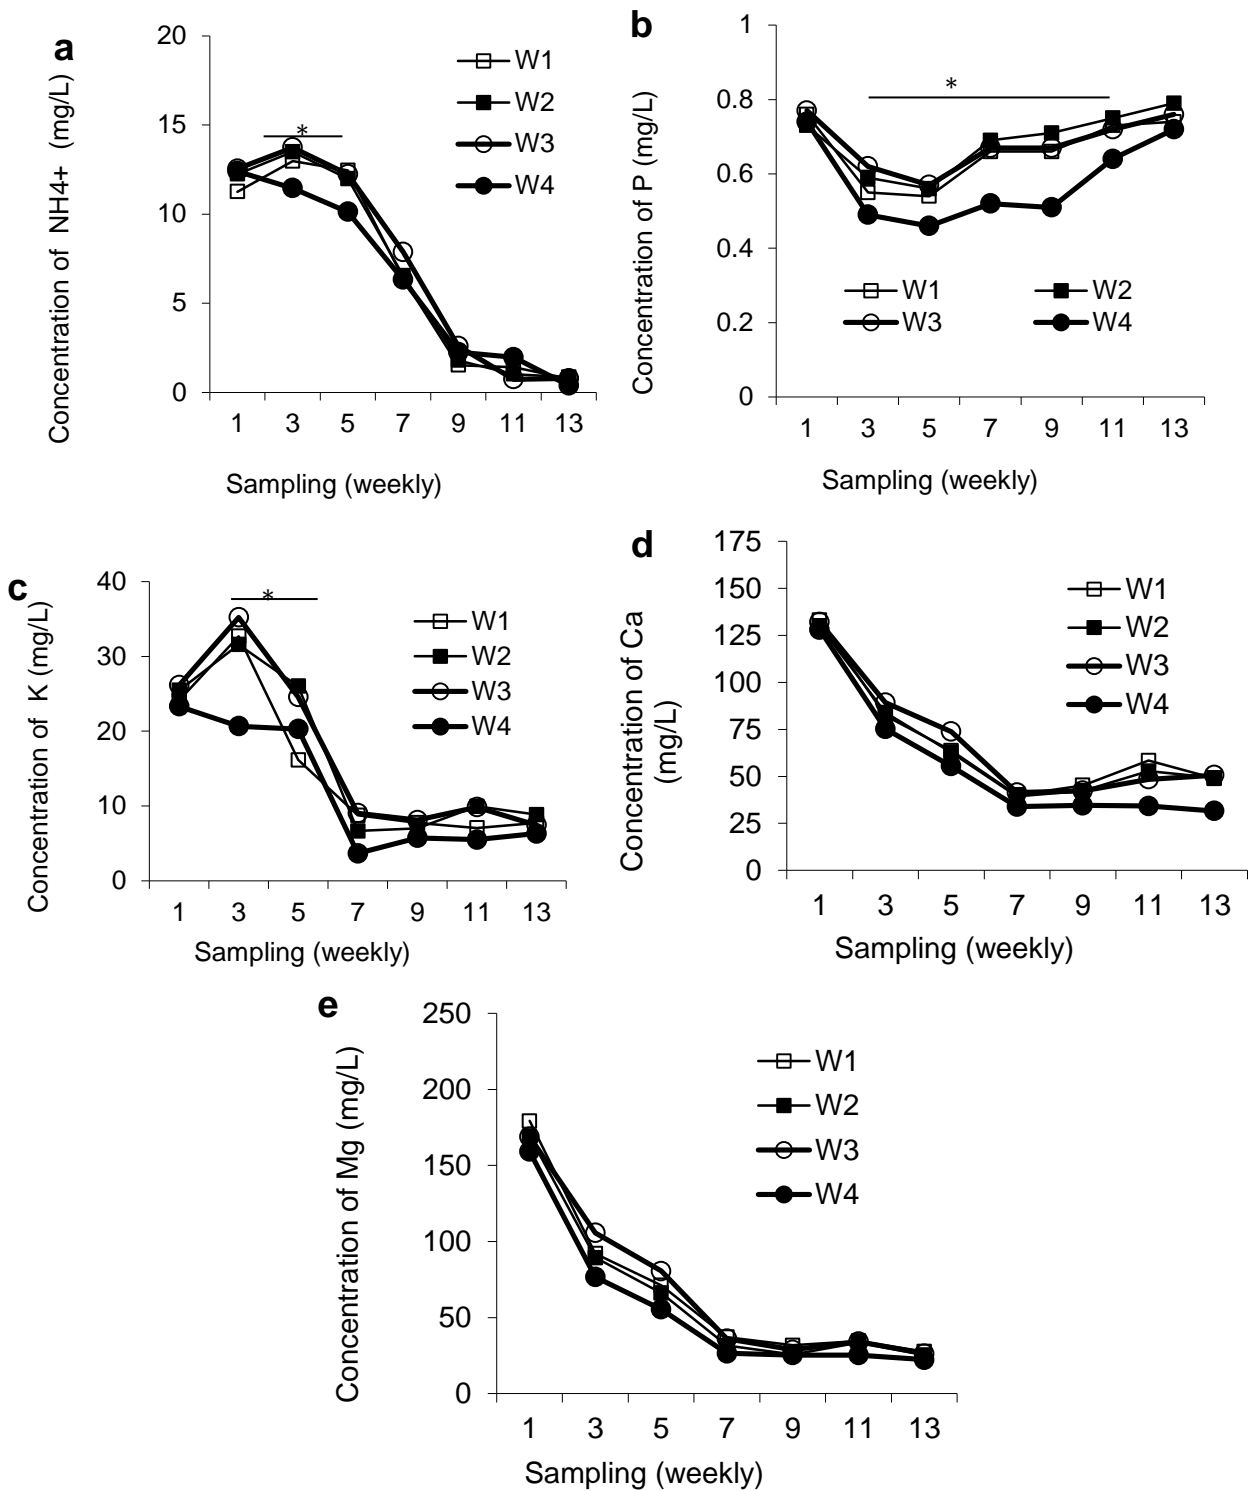 a
Concentration of NH4+ (mg/L)
20
15
10
5
0
*
W1
W2
W3
W4
1 3 5 7 9 11 13
Sampling (weekly)
b
Concentration of P (mg/L)
1
0.8
0.6
0.4
0.2
0
*
W1 W2
W3 W4
1 3 5 7 9 11 13
Sampling (weekly)
c
Concentration of K (mg/L)
40
30
20
10
0
*
W1
W2
W3
W4
1 3 5 7 9 11 13
Sampling (weekly)
d
Concentration of Ca
(mg/L)
175
150
125
100
75
50
25
0
W1
W2
W3
W4
1 3 5 7 9 11 13
Sampling (weekly)
e
Concentration of Mg (mg/L)
250
200
150
100
50
0
W1
W2
W3
W4
1 3 5 7 9 11 13
Sampling (weekly)